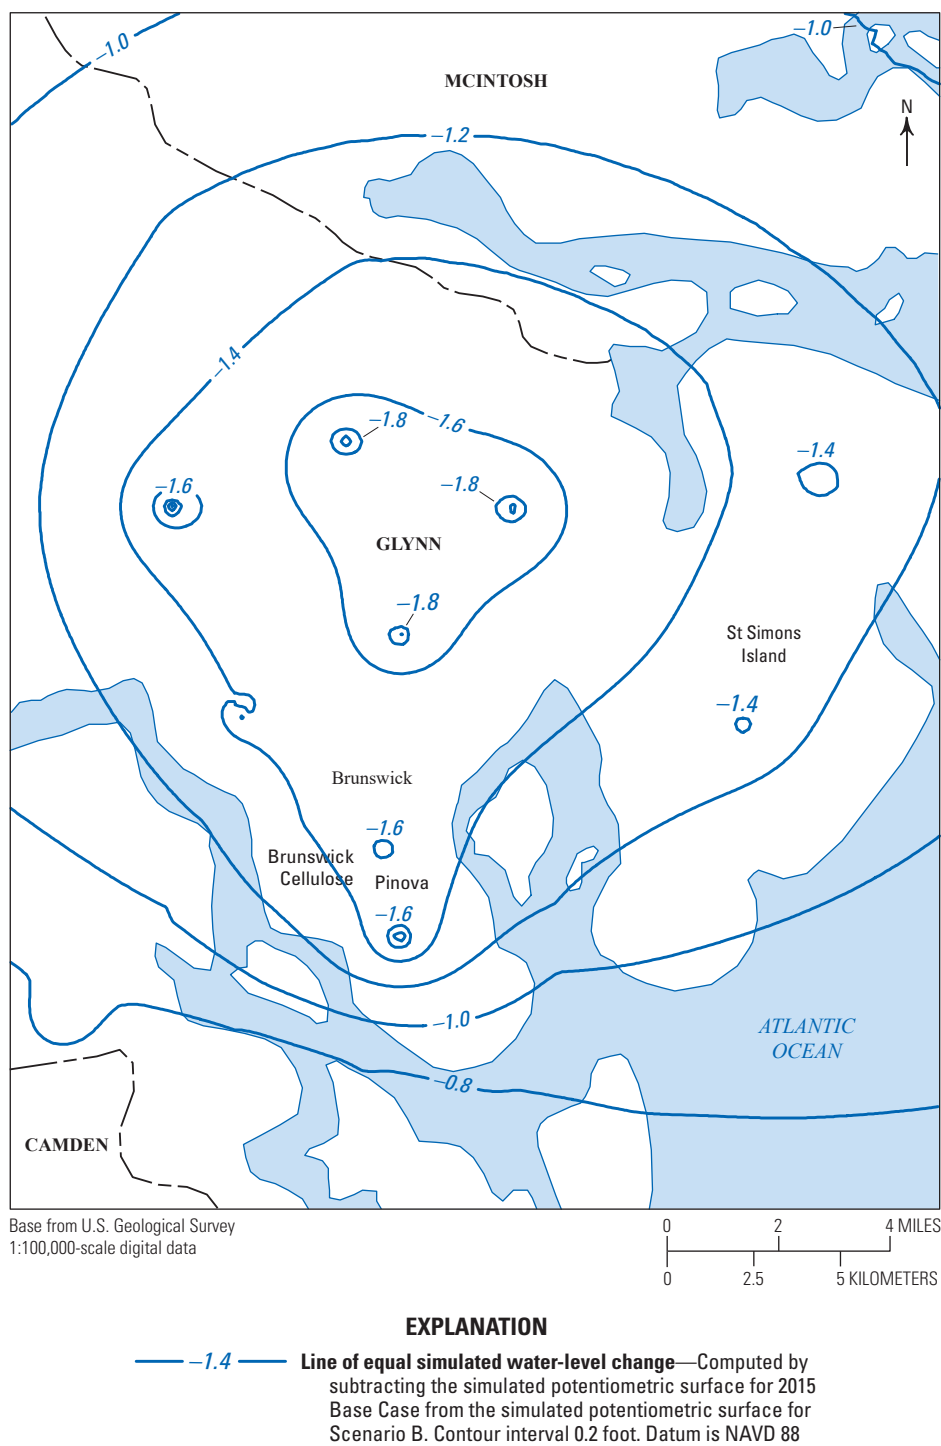 −1.0
−1.0
MCINTOSH
N
−1.2
−1.4
−1.8
−1.6
−1.4
−1.6
−1.8
GLYNN
−1.8
St Simons
Island
−1.4
Brunswick
−1.6
Brunswick
Cellulose
Pinova
−1.6
−1.0
ATLANTIC
OCEAN
−0.8
CAMDEN
Base from U.S. Geological Survey
1:100,000-scale digital data
0 2 4 MILES
0 2.5 5 KILOMETERS
EXPLANATION
−1.4 Line of equal simulated water-level change—Computed by
subtracting the simulated potentiometric surface for 2015
Base Case from the simulated potentiometric surface for
Scenario B. Contour interval 0.2 foot. Datum is NAVD 88